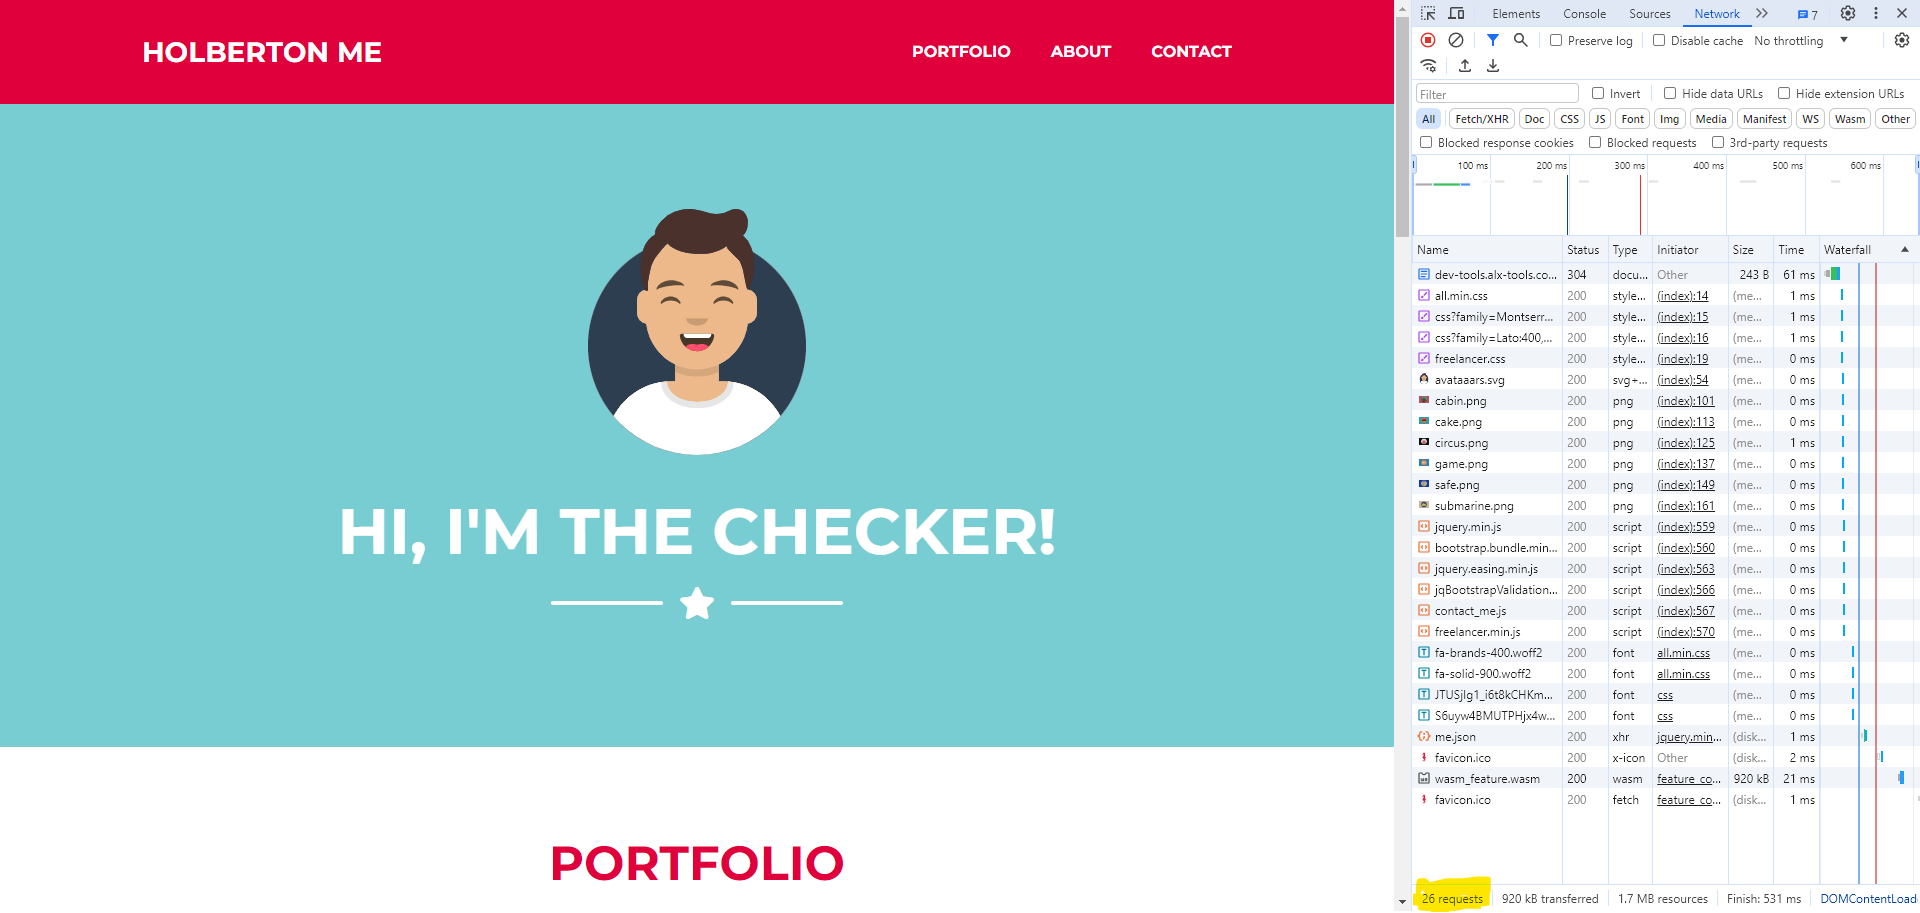 HOLBERTON ME
PORTFOLIO ABOUT CONTACT
HI, I'M THE CHECKER!
PORTFOLIO
Elements Console Sources Network 7
Preserve log Disable cache No throttling
Filter Invert Hide data URLs Hide extension URLs
All Fetch/XHR Doc CSS JS Font Img Media Manifest WS Wasm Other
Blocked response cookies Blocked requests 3rd-party requests
100 ms 200 ms 300 ms 400 ms 500 ms 600 ms
Name Status Type Initiator Size Time Waterfall
dev-tools.alx-tools.co... 304 docu... Other 243 B 61 ms
all.min.css 200 style... (index):14 (me... 1 ms
css?family=Montserr... 200 style... (index):15 (me... 1 ms
css?family=Lato:400,... 200 style... (index):16 (me... 1 ms
freelancer.css 200 style... (index):19 (me... 0 ms
avataaars.svg 200 svg+... (index):54 (me... 0 ms
cabin.png 200 png (index):101 (me... 0 ms
cake.png 200 png (index):113 (me... 0 ms
circus.png 200 png (index):125 (me... 1 ms
game.png 200 png (index):137 (me... 0 ms
safe.png 200 png (index):149 (me... 0 ms
submarine.png 200 png (index):161 (me... 0 ms
jquery.min.js 200 script (index):559 (me... 0 ms
bootstrap.bundle.min... 200 script (index):560 (me... 0 ms
jquery.easing.min.js 200 script (index):563 (me... 0 ms
jqBootstrapValidation... 200 script (index):566 (me... 0 ms
contact_me.js 200 script (index):567 (me... 0 ms
freelancer.min.js 200 script (index):570 (me... 0 ms
fa-brands-400.woff2 200 font all.min.css (me... 0 ms
fa-solid-900.woff2 200 font all.min.css (me... 0 ms
JTUSjIg1_i6t8kCHKm... 200 font css (me... 0 ms
S6uyw4BMUTPHjx4w... 200 font css (me... 0 ms
me.json 200 xhr jquery.min... (disk... 1 ms
favicon.ico 200 x-icon Other (disk... 2 ms
wasm_feature.wasm 200 wasm feature_co... 920 kB 21 ms
favicon.ico 200 fetch feature_co... (disk... 1 ms
26 requests 920 kB transferred 1.7 MB resources Finish: 531 ms DOMContentLoad